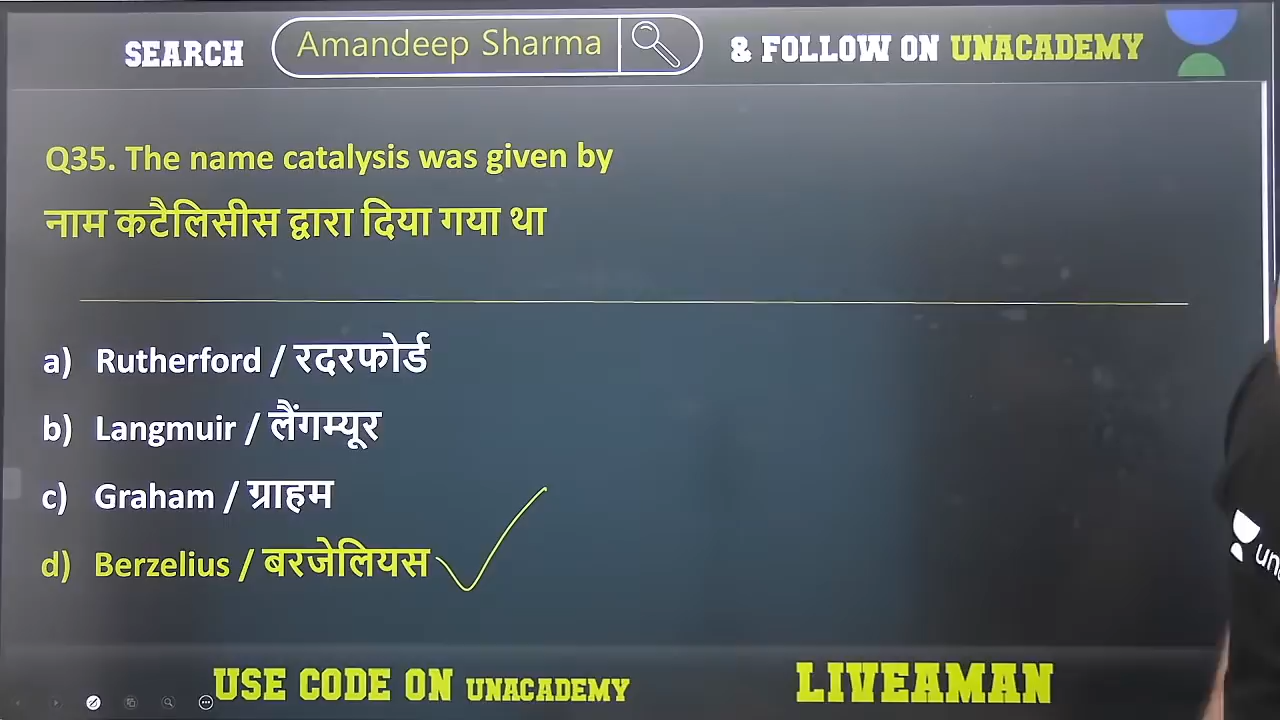 SEARCH Amandeep Sharma & FOLLOW ON UNACADEMY
Q35. The name catalysis was given by
नाम कटैलिसीस द्वारा दिया गया था
a) Rutherford / रदरफोर्ड
b) Langmuir / लैंगम्यूर
c) Graham / ग्राहम
d) Berzelius / बरजेलियस
USE CODE ON UNACADEMY LIVEAMAN